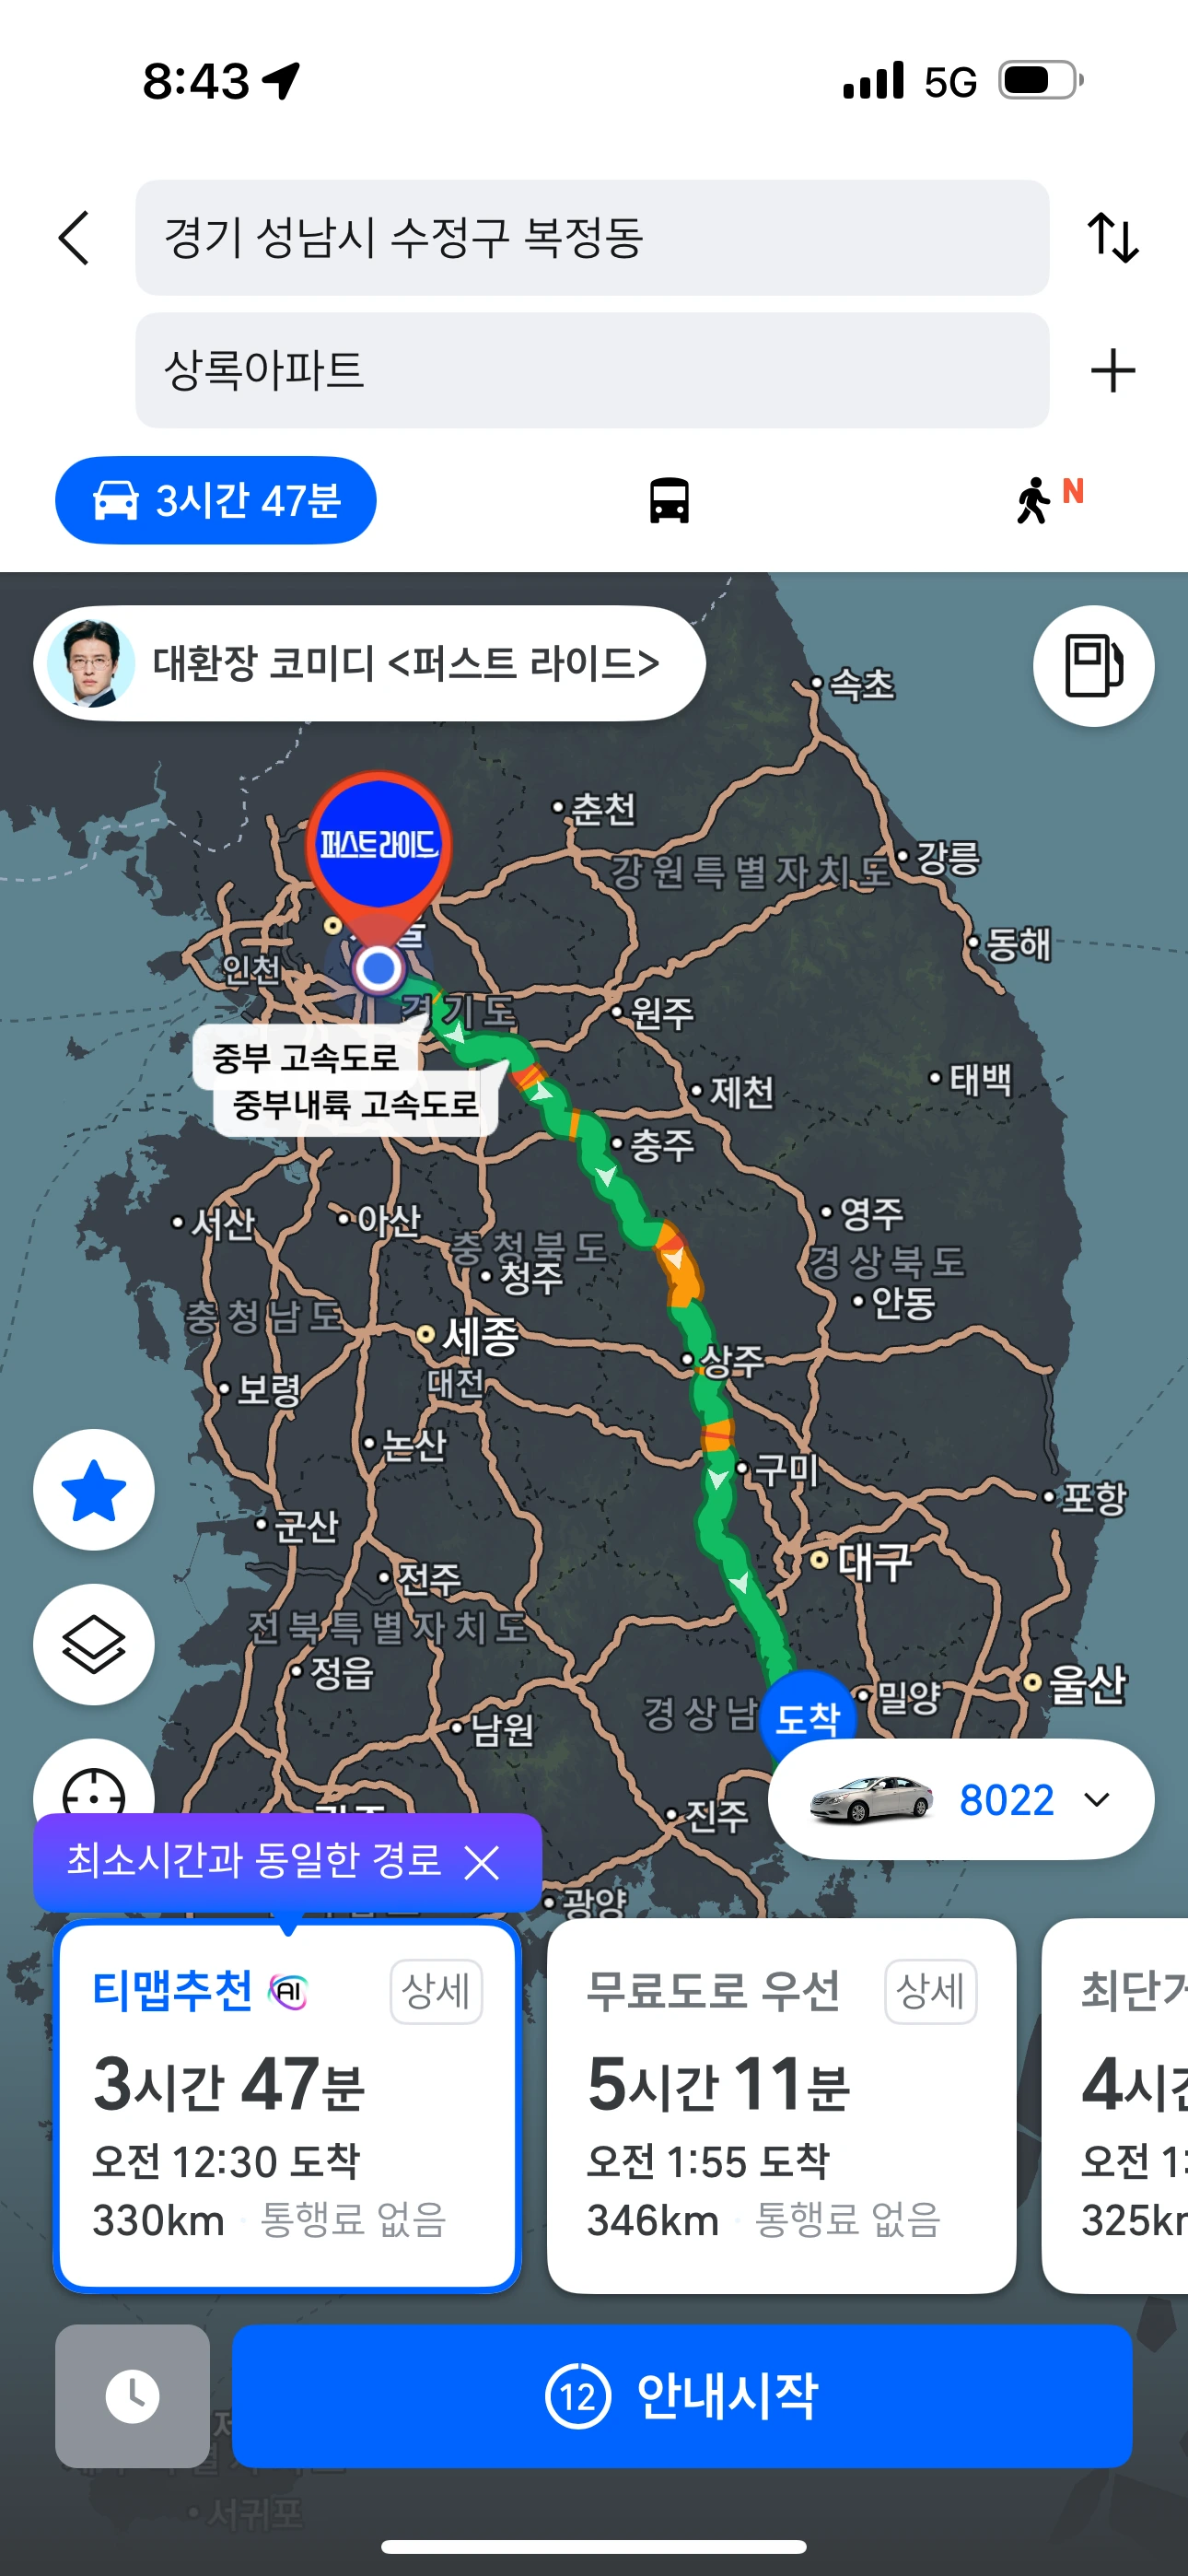 8:43
5G
경기 성남시 수정구 복정동
상록아파트
3시간 47분
N
대환장 코미디 <퍼스트 라이드>
속초
춘천
퍼스트라이드
강원특별자치도
강릉
동해
인천
경기도
원주
중부 고속도로
중부내륙 고속도로
제천
태백
충주
서산
아산
영주
충청북도
경상북도
청주
안동
충청남도
세종
상주
대전
보령
논산
구미
포항
군산
대구
전주
전북특별자치도
정읍
울산
밀양
경상남
도착
남원
8022
진주
최소시간과 동일한 경로
광양
티맵추천 AI
상세
3시간 47분
오전 12:30 도착
330km · 통행료 없음
무료도로 우선
상세
5시간 11분
오전 1:55 도착
346km · 통행료 없음
12 안내시작
서귀포